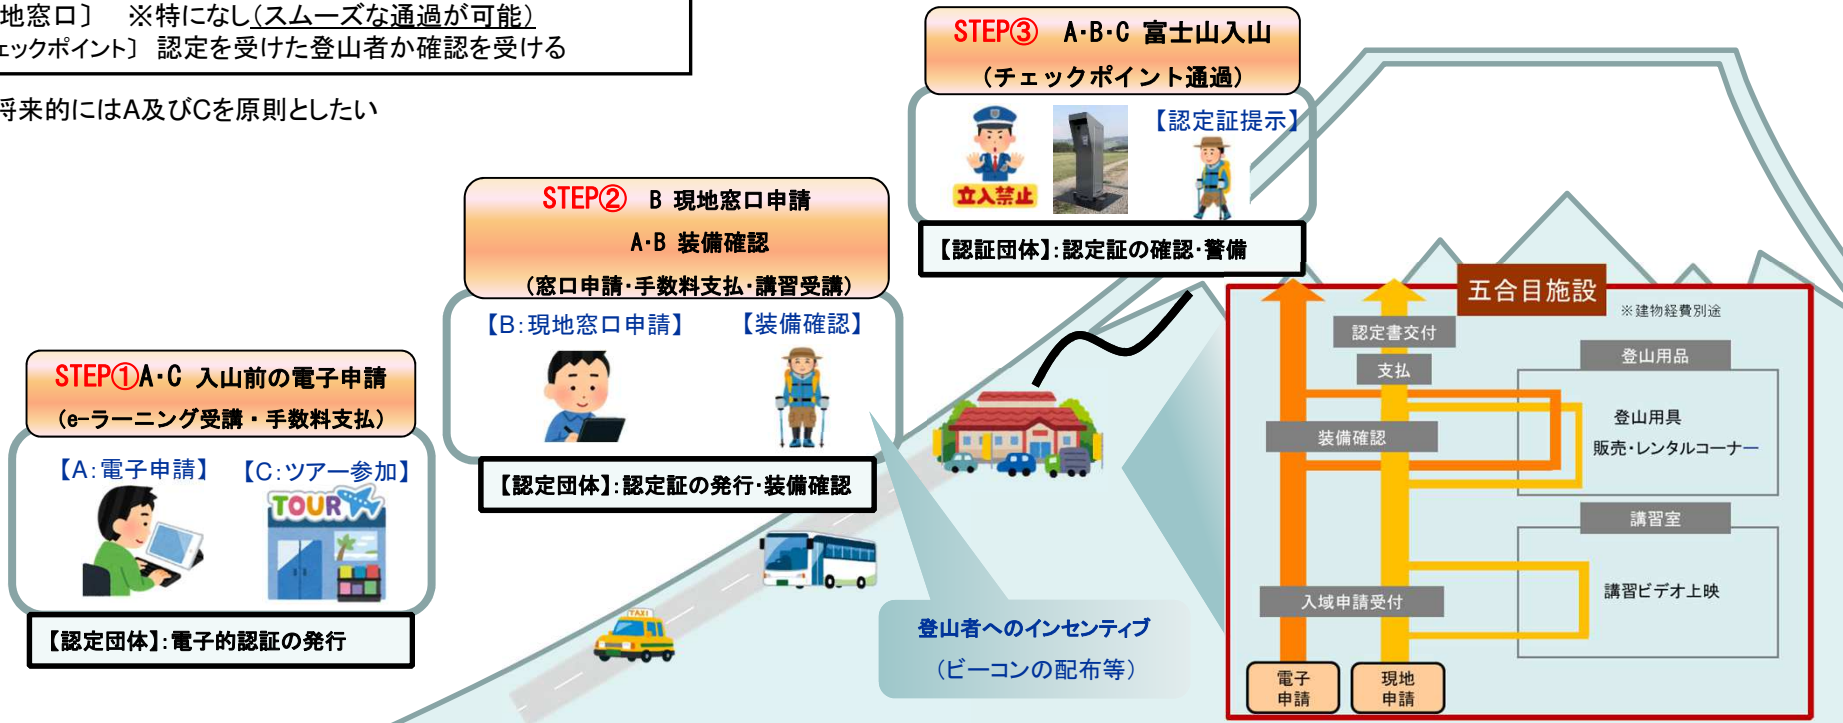 地窓口〕 ※特になし(スムーズな通過が可能)
ェックポイント〕 認定を受けた登山者か確認を受ける
将来的にはA及びCを原則としたい
STEP① A・C 入山前の電子申請
(e-ラーニング受講・手数料支払)
【A:電子申請】
【C:ツアー参加】
TOUR
【認定団体】:電子的認証の発行
STEP② B 現地窓口申請
A・B 装備確認
(窓口申請・手数料支払・講習受講)
【B:現地窓口申請】
【装備確認】
【認定団体】:認定証の発行・装備確認
STEP③ A・B・C 富士山入山
(チェックポイント通過)
立入禁止
【認定証提示】
【認証団体】:認定証の確認・警備
TAXI
登山者へのインセンティブ
(ビーコンの配布等)
五合目施設
※建物経費別途
認定書交付
支払
装備確認
入域申請受付
登山用品
登山用具
販売・レンタルコーナー
講習室
講習ビデオ上映
電子
申請
現地
申請